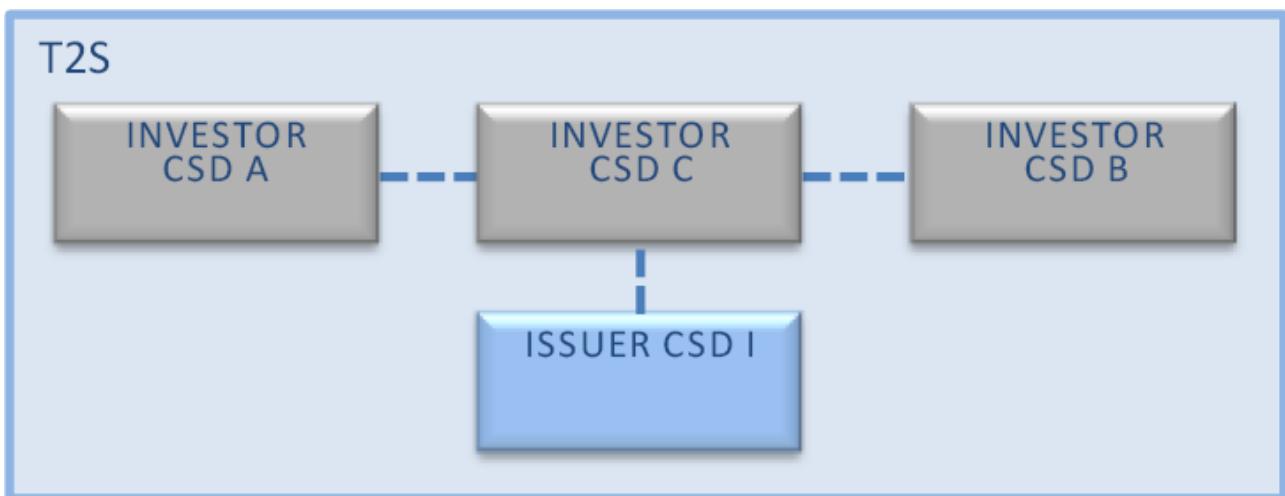 T2S
INVESTOR
CSD A
INVESTOR
CSD C
INVESTOR
CSD B
ISSUER CSD I